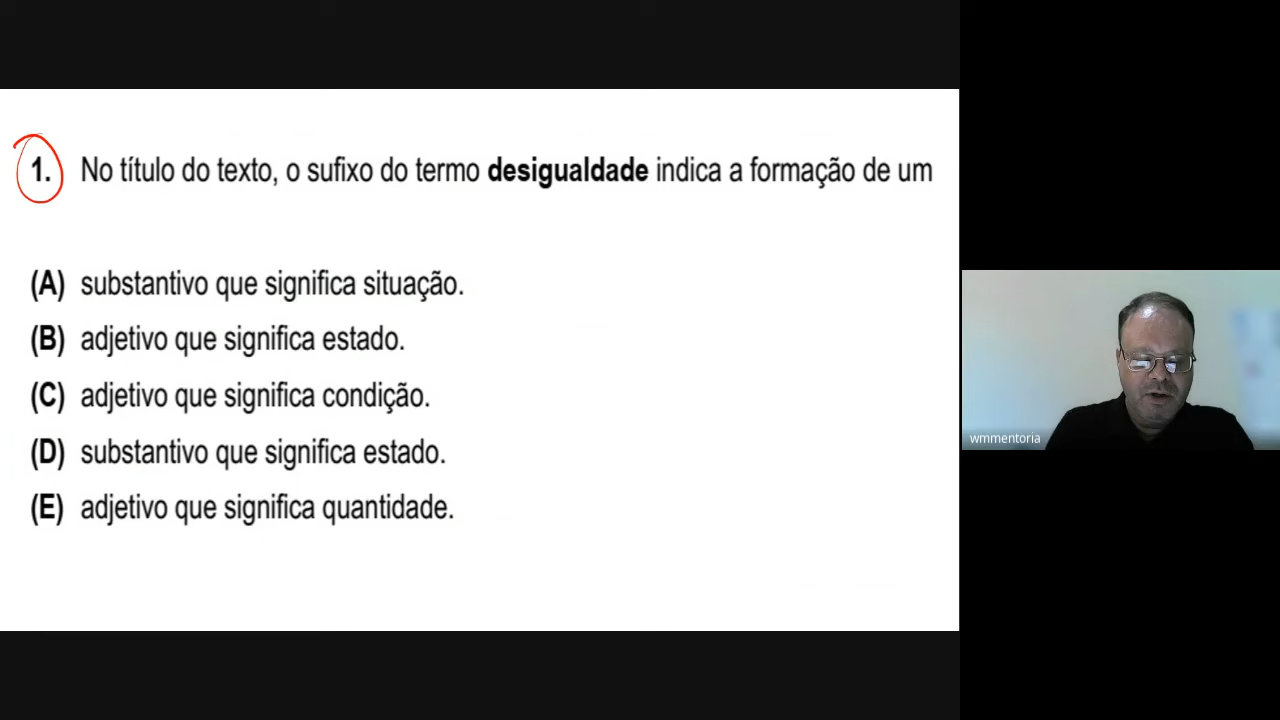 1. No título do texto, o sufixo do termo desigualdade indica a formação de um
(A) substantivo que significa situação.
(B) adjetivo que significa estado.
(C) adjetivo que significa condição.
(D) substantivo que significa estado.
(E) adjetivo que significa quantidade.
wmmentoria